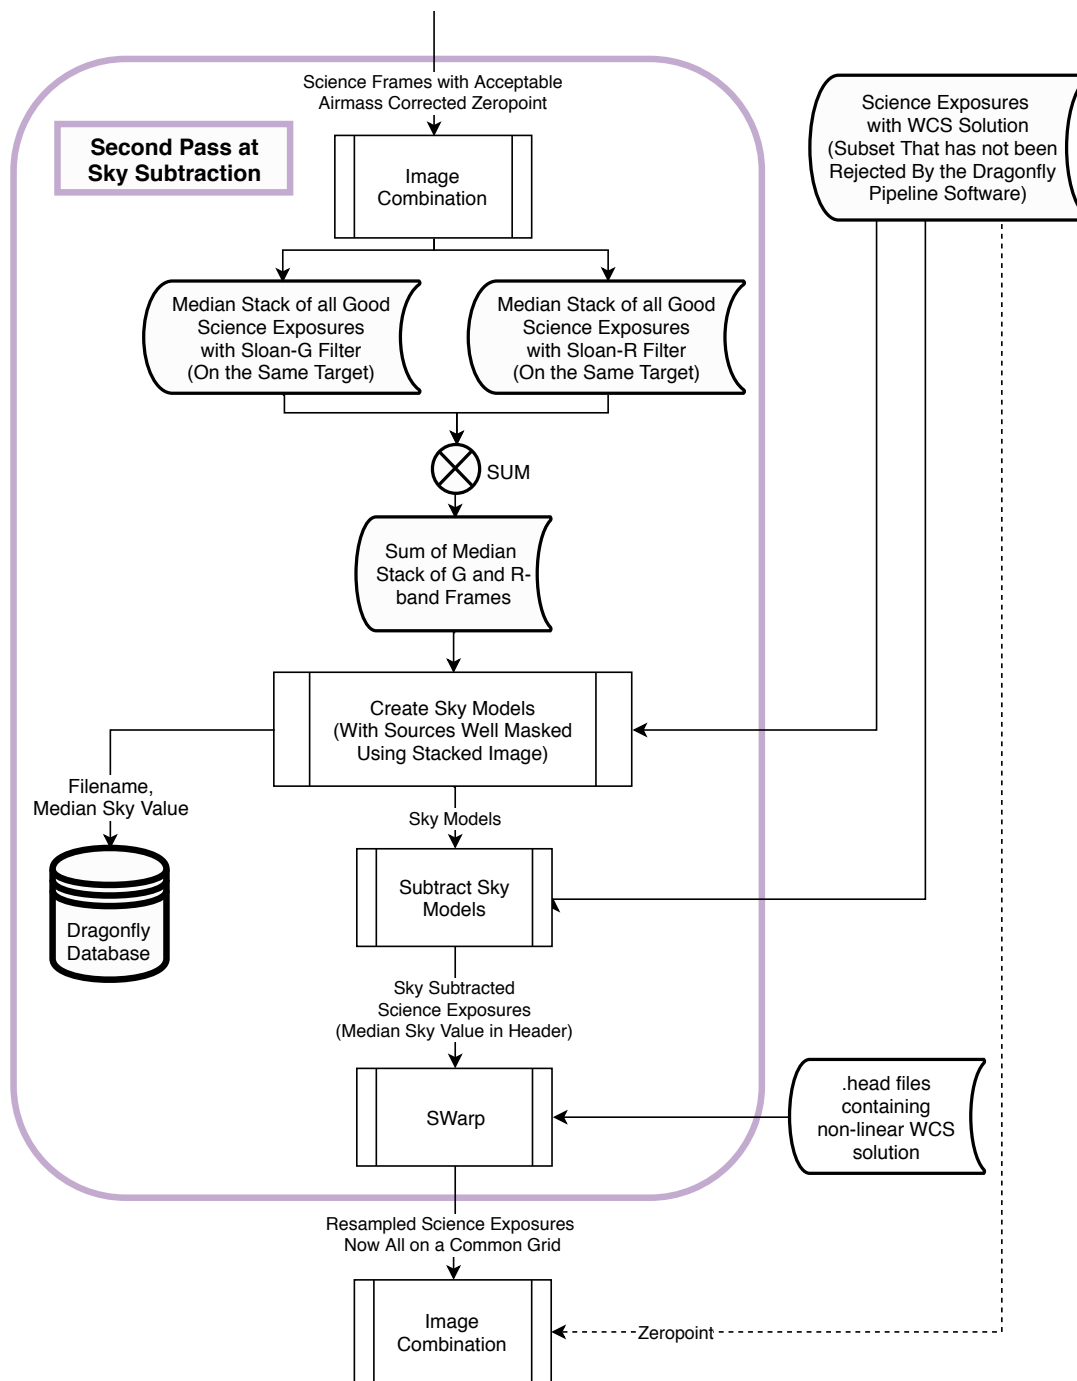 Science Frames with Acceptable
Airmass Corrected Zeropoint
Second Pass at
Sky Subtraction
Image
Combination
Science Exposures
with WCS Solution
(Subset That has not been
Rejected By the Dragonfly
Pipeline Software)
Median Stack of all Good
Science Exposures
with Sloan-G Filter
(On the Same Target)
Median Stack of all Good
Science Exposures
with Sloan-R Filter
(On the Same Target)
SUM
Sum of Median
Stack of G and R-
band Frames
Create Sky Models
(With Sources Well Masked
Using Stacked Image)
Filename,
Median Sky Value
Sky Models
Dragonfly
Database
Subtract Sky
Models
Sky Subtracted
Science Exposures
(Median Sky Value in Header)
SWarp
.head files
containing
non-linear WCS
solution
Resampled Science Exposures
Now All on a Common Grid
Image
Combination
Zeropoint